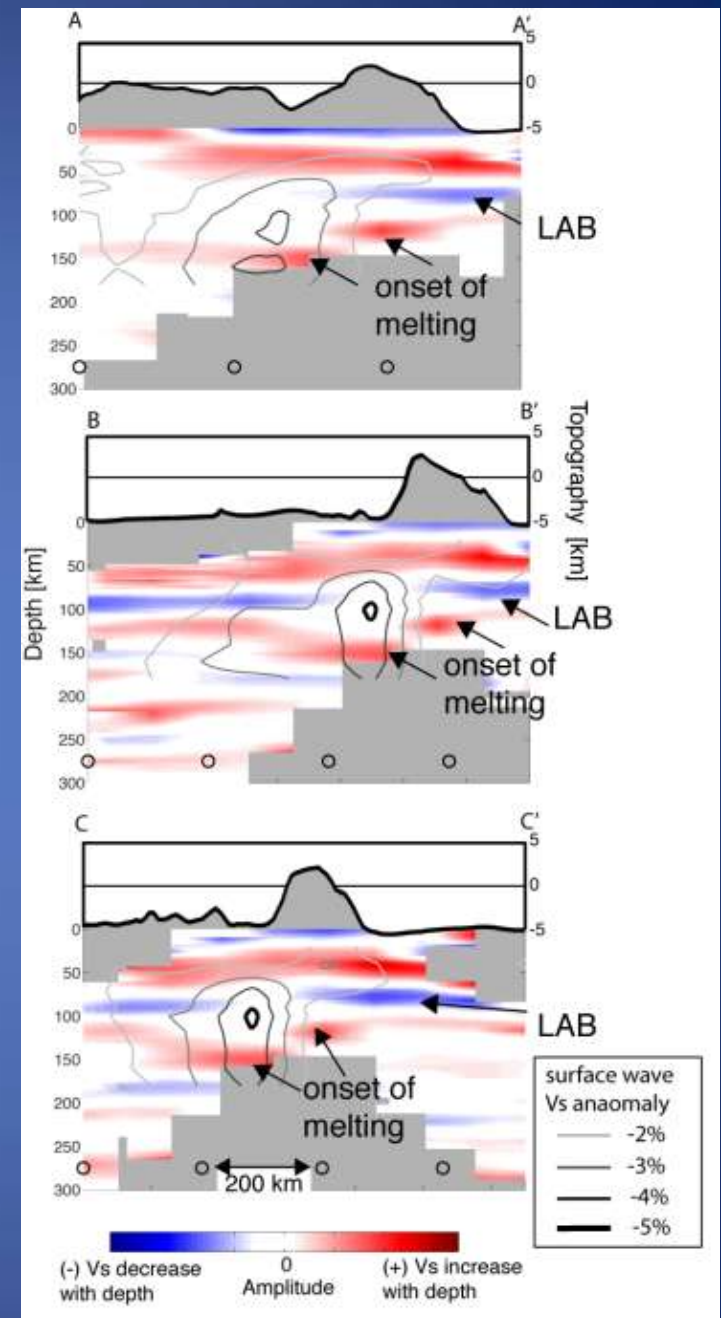 A
A'
5
0
-5
0
50
100
150
200
250
300
LAB
onset of
melting
B
B'
5
0
-5
Topography [km]
Depth [km]
0
50
100
150
200
250
300
LAB
onset of
melting
C
C'
5
0
-5
0
50
100
150
200
250
300
LAB
onset of
melting
200 km
surface wave
Vs anaomaly
-2%
-3%
-4%
-5%
(-) Vs decrease
with depth
0
Amplitude
(+) Vs increase
with depth